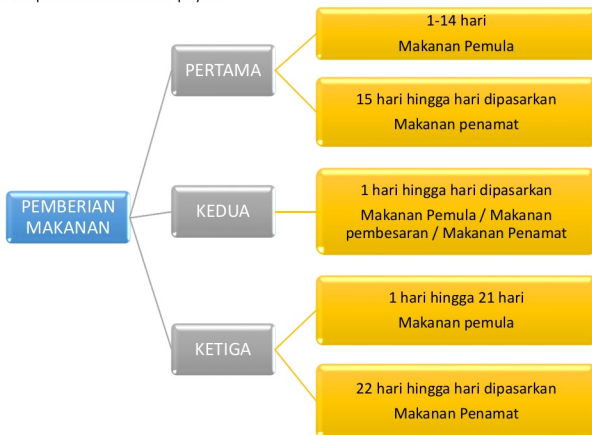 PEMBERIAN
MAKANAN
PERTAMA
1-14 hari
Makanan Pemula
15 hari hingga hari dipasarkan
Makanan penamat
KEDUA
1 hari hingga hari dipasarkan
Makanan Pemula / Makanan
pembesaran / Makanan Penamat
KETIGA
1 hari hingga 21 hari
Makanan pemula
22 hari hingga hari dipasarkan
Makanan Penamat